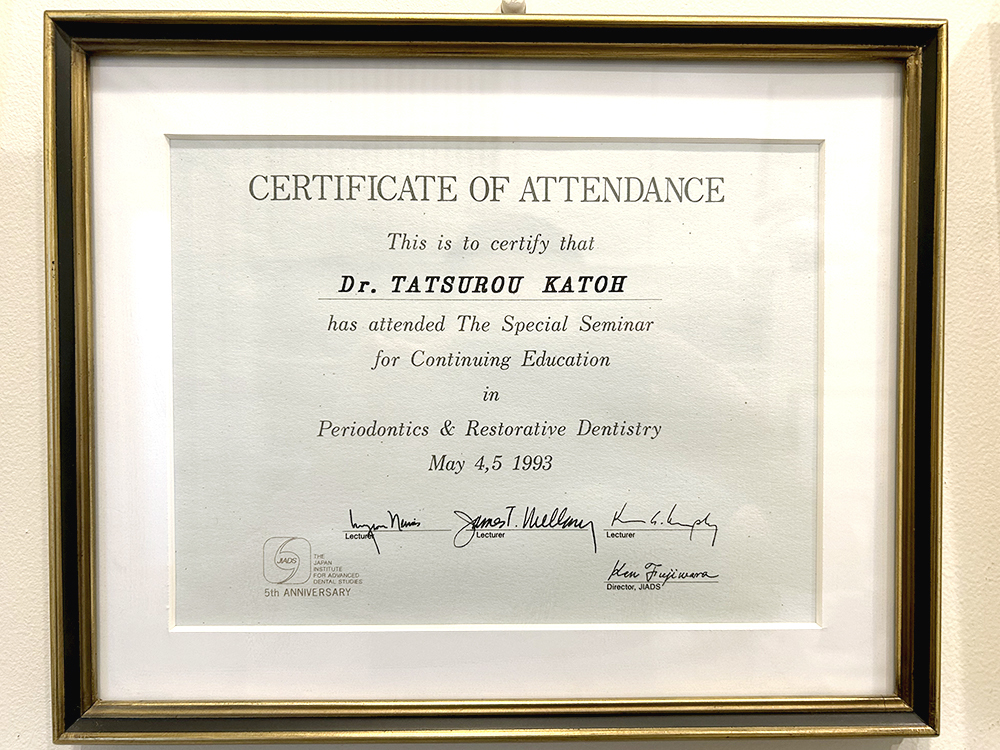 CERTIFICATE OF ATTENDANCE
This is to certify that
Dr. TATSUROU KATOH
has attended The Special Seminar
for Continuing Education
in
Periodontics & Restorative Dentistry
May 4,5 1993
James T. Mellonig
Lecturer
Lecturer
Lecturer
JIADS
THE
JAPAN
INSTITUTE
FOR ADVANCED
DENTAL STUDIES
5th ANNIVERSARY
Ken Fujiwara
Director, JIADS